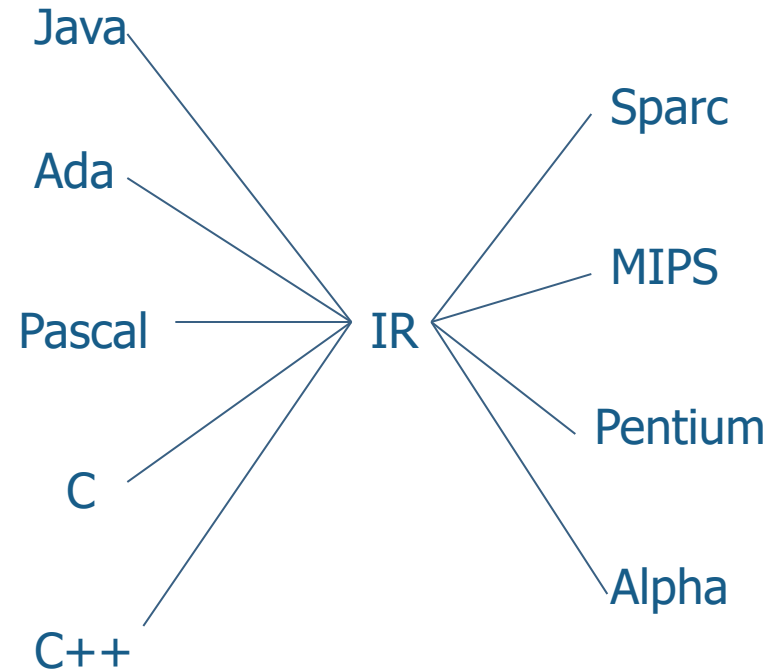 Java
Ada
Pascal
C
C++
IR
Sparc
MIPS
Pentium
Alpha